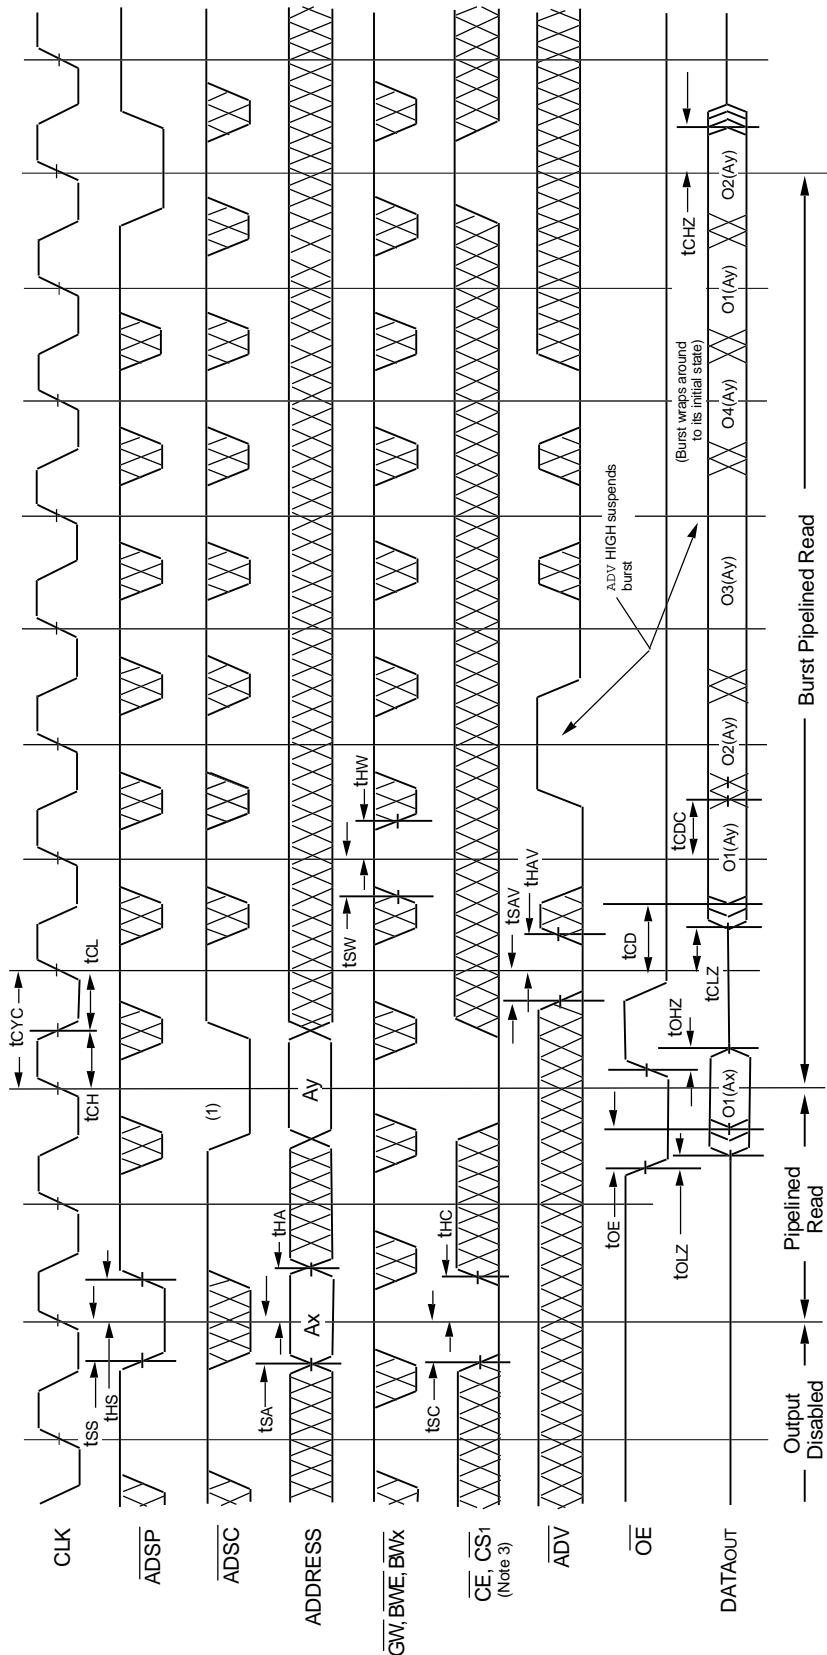 CLK
tCYC
tCH
tCL
tSS
tHS
ADSP
ADSC
(1)
ADDRESS
tSA
tHA
Ax
Ay
GW, BWE, BWx
tSW
tHW
CE, CS1
(Note 3)
tSC
tHC
ADV
tSAV
tHAV
ADV HIGH suspends
burst
OE
tOE
tOHZ
tCD
tOLZ
tCLZ
tCDC
(Burst wraps around
to its initial state)
tCHZ
DATAOUT
O1(Ax)
O1(Ay)
O2(Ay)
O3(Ay)
O4(Ay)
O1(Ay)
O2(Ay)
Output
Disabled
Pipelined
Read
Burst Pipelined Read